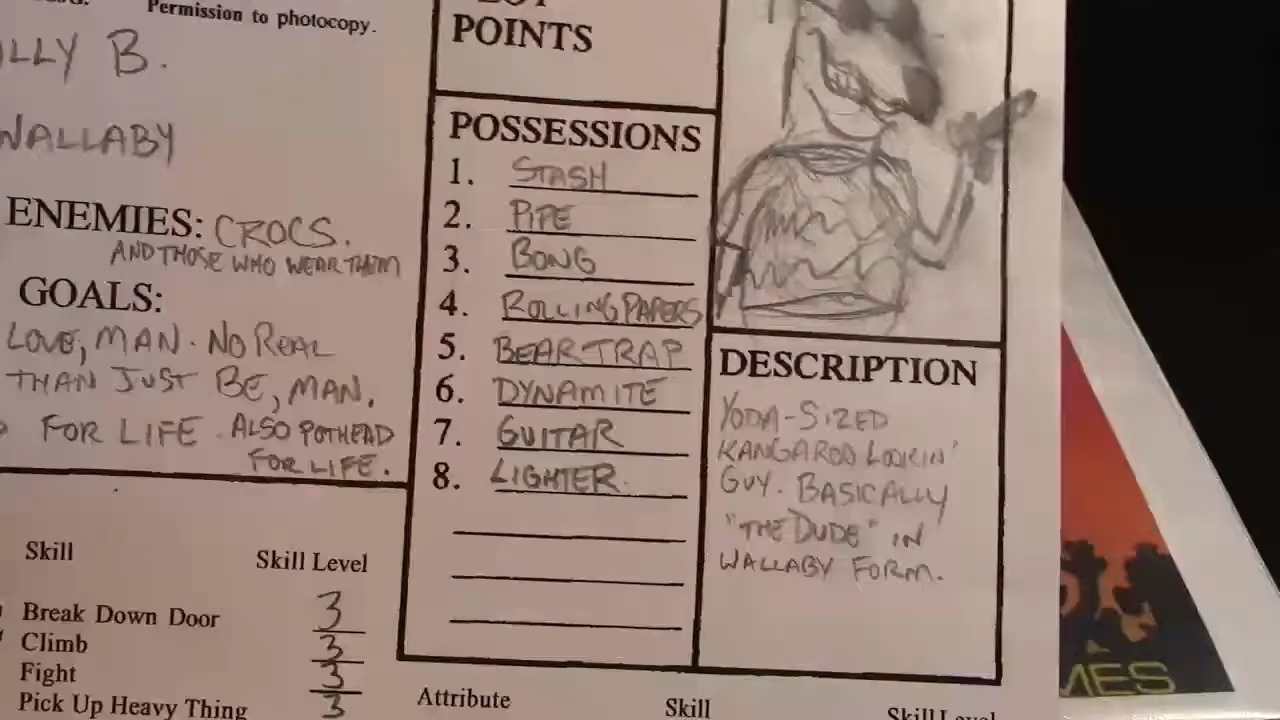 Permission to photocopy.
LLY B.
WALLABY
ENEMIES: CROCS.
AND THOSE WHO WEAR THEM
GOALS:
LOVE, MAN. NO REAL
THAN JUST BE, MAN.
FOR LIFE. ALSO POTHEAD
FOR LIFE.
Skill Skill Level
Break Down Door 3
Climb 3
Fight 3
Pick Up Heavy Thing 3
POINTS
POSSESSIONS
1. STASH
2. PIPE
3. BONG
4. ROLLING PAPERS
5. BEAR TRAP
6. DYNAMITE
7. GUITAR
8. LIGHTER.
DESCRIPTION
YODA-SIZED
KANGAROO LOOKIN'
GUY. BASICALLY
"THE DUDE" IN
WALLABY FORM.
Attribute Skill Skill Level
MES